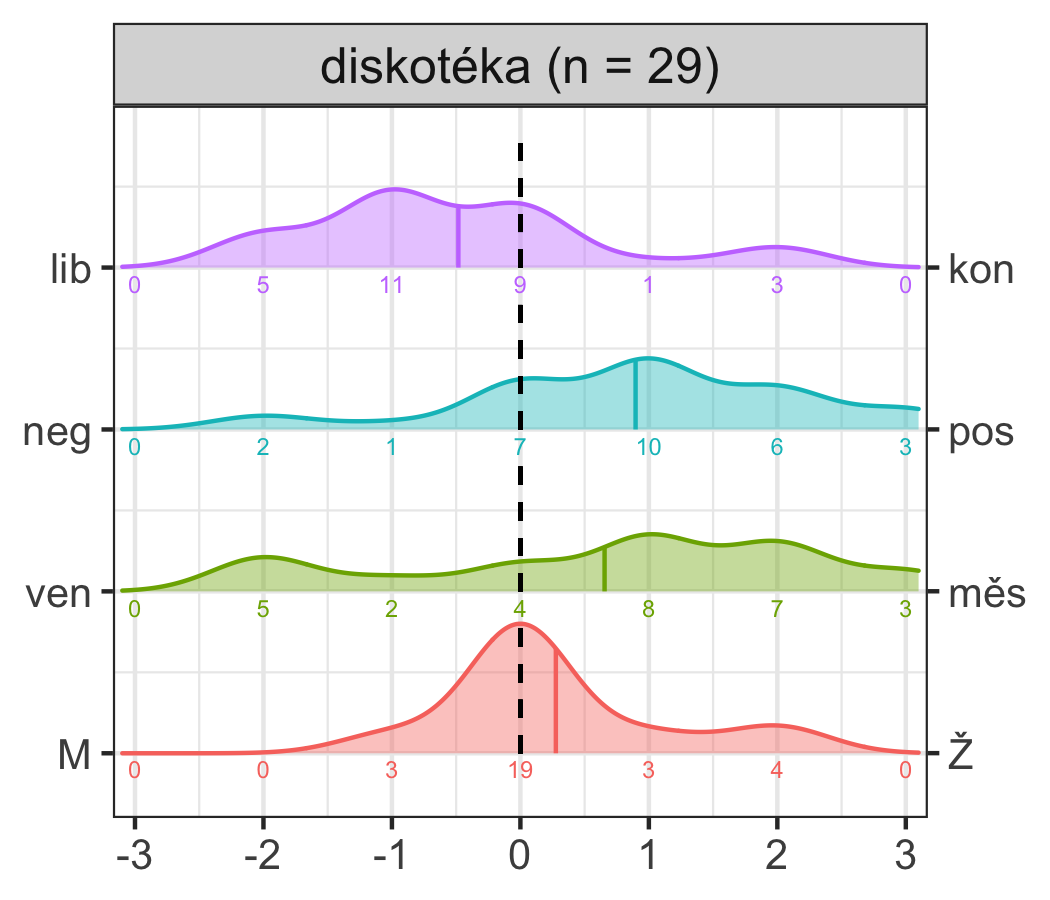 diskotéka (n = 29)
lib kon
0 5 11 9 1 3 0
neg pos
0 2 1 7 10 6 3
ven měs
0 5 2 4 8 7 3
M Ž
0 0 3 19 3 4 0
-3 -2 -1 0 1 2 3